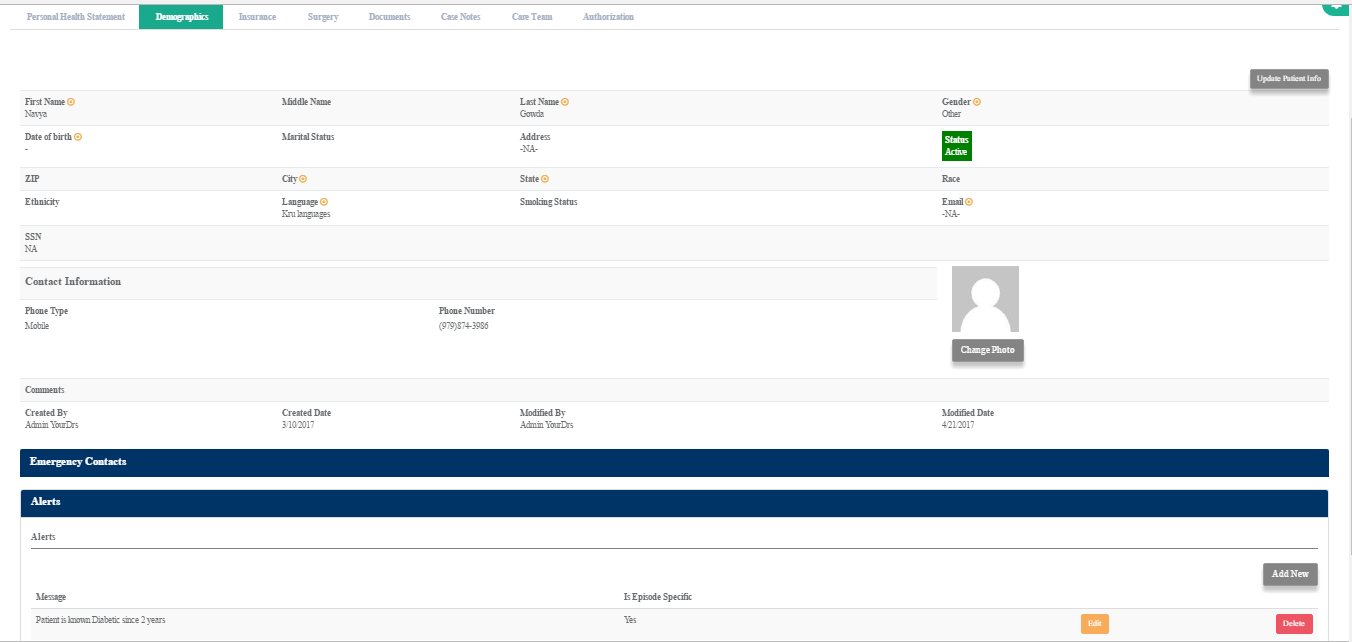 Personal Health Statement Demographics Insurance Surgery Documents Case Notes Care Team Authorization
Update Patient Info
First Name Middle Name Last Name Gender
Navya Gowda Other
Date of birth Marital Status Address Status
- -NA- Active
ZIP City State Race
Ethnicity Language Smoking Status Email
Kru languages -NA-
SSN
NA
Contact Information
Phone Type Phone Number
Mobile (979)874-3986
Change Photo
Comments
Created By Created Date Modified By Modified Date
Admin YourDrs 3/10/2017 Admin YourDrs 4/21/2017
Emergency Contacts
Alerts
Alerts
Add New
Message Is Episode Specific
Patient is known Diabetic since 2 years Yes Edit Delete